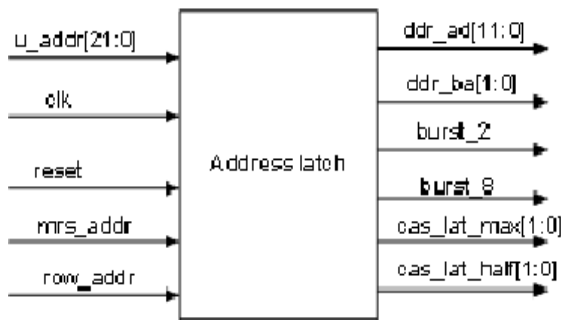 u_addr[21:0]
clk
reset
mrs_addr
row_addr
Address latch
ddr_ad[11:0]
ddr_ba[1:0]
burst_2
burst_8
cas_lat_max[1:0]
cas_lat_half[1:0]